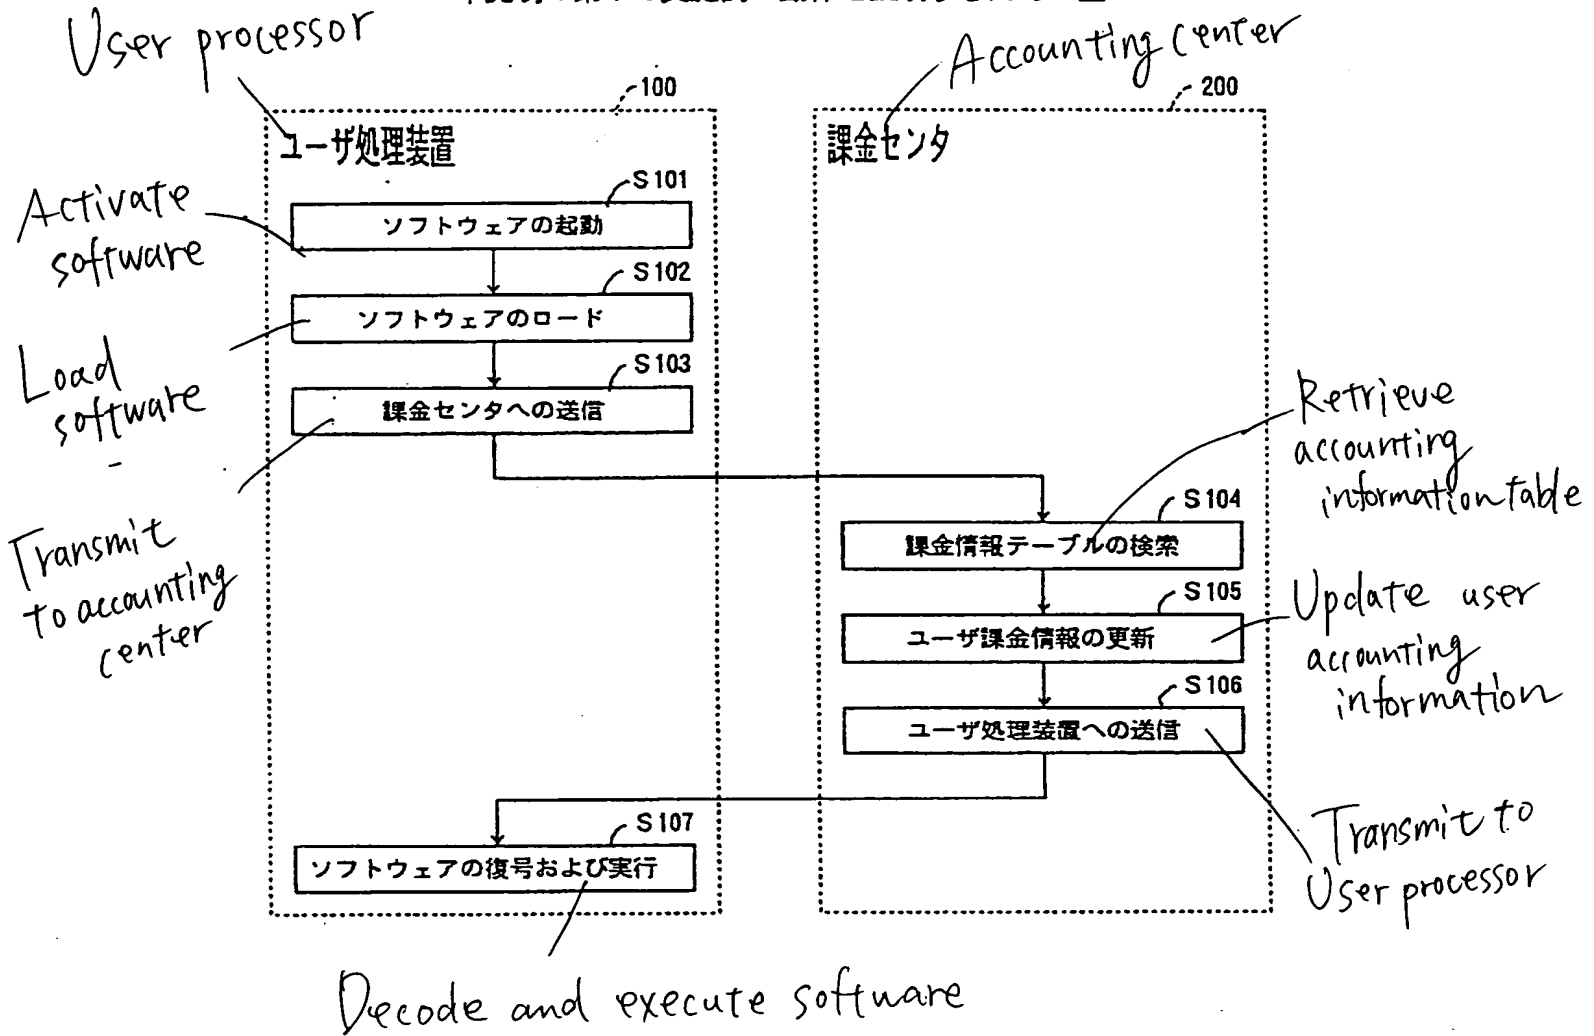 User processor
Accounting center
100
200
ユーザ処理装置
課金センタ
S101
ソフトウェアの起動
Activate
software
S102
ソフトウェアのロード
Load
software
S103
課金センタへの送信
Transmit
to accounting
center
S104
課金情報テーブルの検索
Retrieve
accounting
information table
S105
ユーザ課金情報の更新
Update user
accounting
information
S106
ユーザ処理装置への送信
Transmit to
User processor
S107
ソフトウェアの復号および実行
Decode and execute software